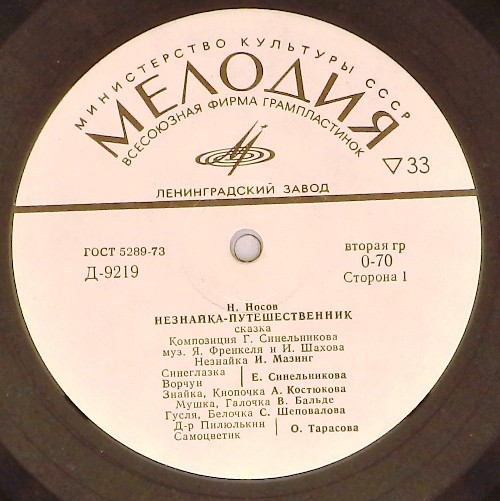 МИНИСТЕРСТВО КУЛЬТУРЫ СССР
МЕЛОДИЯ
ВСЕСОЮЗНАЯ ФИРМА ГРАМПЛАСТИНОК
▽33
ЛЕНИНГРАДСКИЙ ЗАВОД
ГОСТ 5289-73
Д-9219
вторая гр
0-70
Сторона 1
Н. Носов
НЕЗНАЙКА-ПУТЕШЕСТВЕННИК
сказка
Композиция Г. Синельникова
муз. Я. Френкеля и И. Шахова
Незнайка И. Мазинг
Синеглазка
Ворчун
Е. Синельникова
Знайка, Кнопочка А. Костюкова
Мушка, Галочка В. Бальде
Гусля, Белочка С. Шеповалова
Д-р Пилюлькин
Самоцветик
О. Тарасова